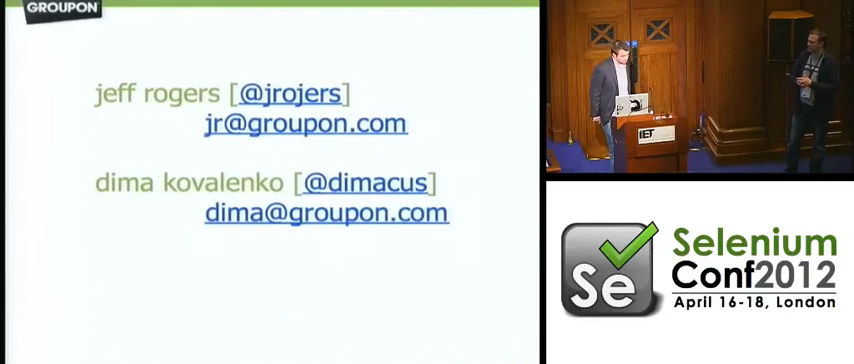 GROUPON
jeff rogers [@jrojers]
jr@groupon.com
dima kovalenko [@dimacus]
dima@groupon.com
IET
Se
Selenium
Conf2012
April 16-18, London